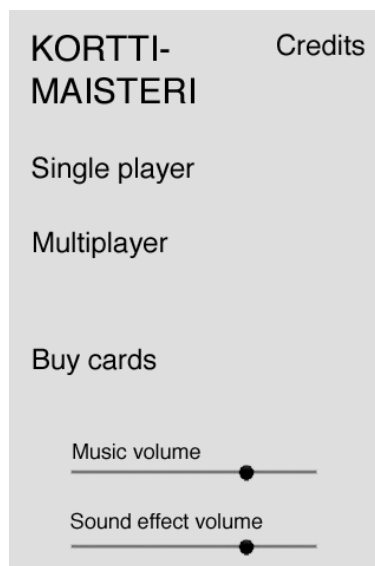 KORTTI-
MAISTERI
Credits
Single player
Multiplayer
Buy cards
Music volume
Sound effect volume